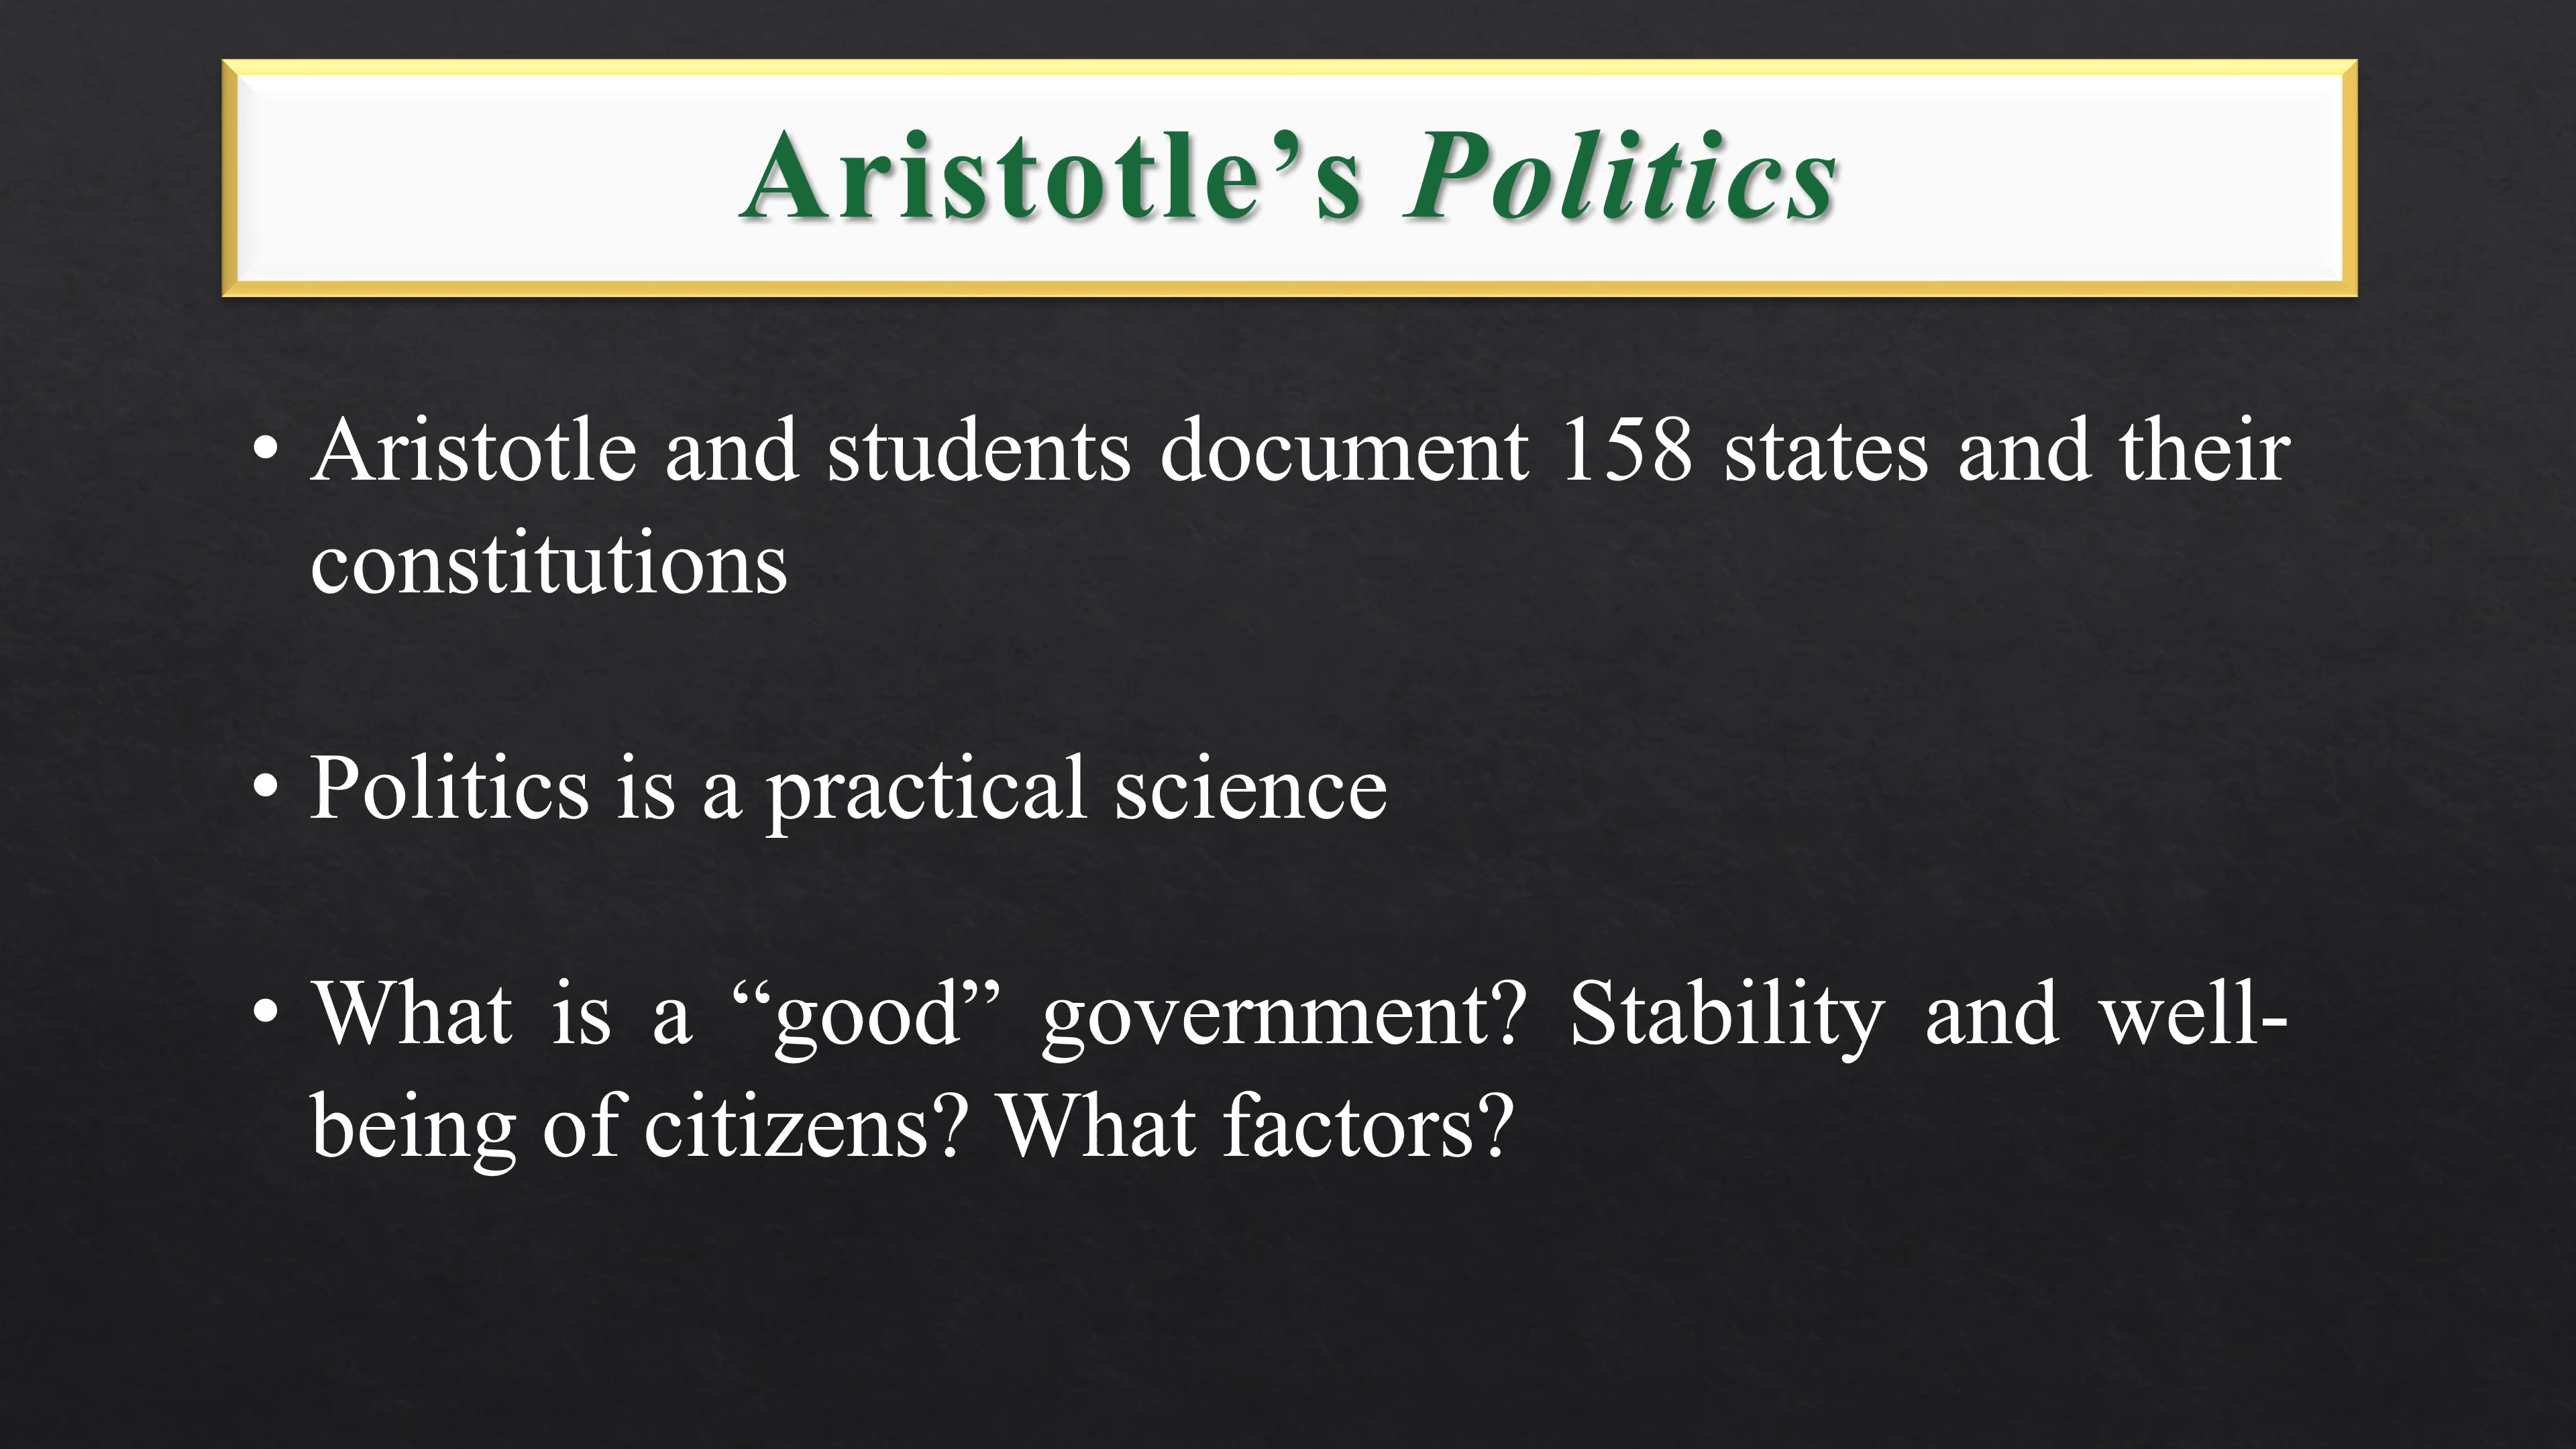 Aristotle’s Politics
• Aristotle and students document 158 states and their
constitutions
• Politics is a practical science
• What is a “good” government? Stability and well-
being of citizens? What factors?